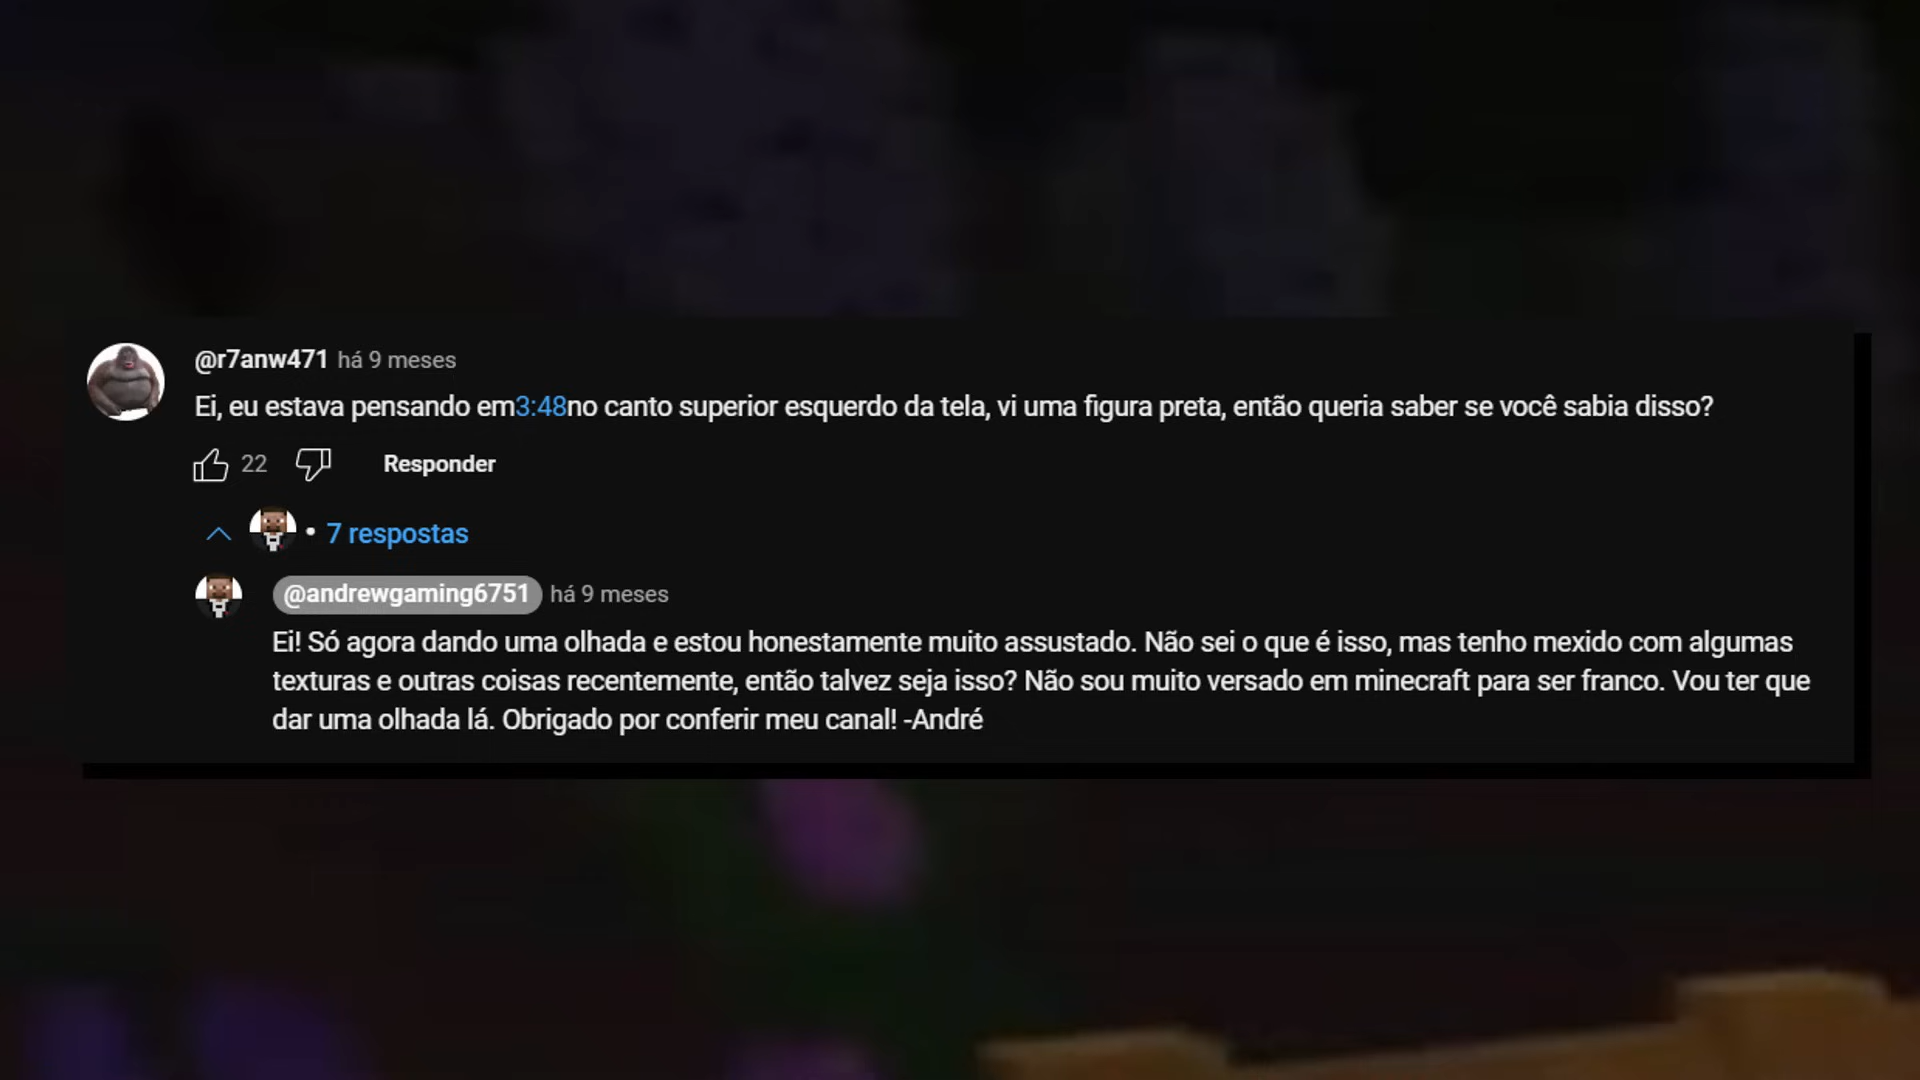 @r7anw471 há 9 meses
Ei, eu estava pensando em3:48no canto superior esquerdo da tela, vi uma figura preta, então queria saber se você sabia disso?
22 Responder
• 7 respostas
@andrewgaming6751 há 9 meses
Ei! Só agora dando uma olhada e estou honestamente muito assustado. Não sei o que é isso, mas tenho mexido com algumas
texturas e outras coisas recentemente, então talvez seja isso? Não sou muito versado em minecraft para ser franco. Vou ter que
dar uma olhada lá. Obrigado por conferir meu canal! -André